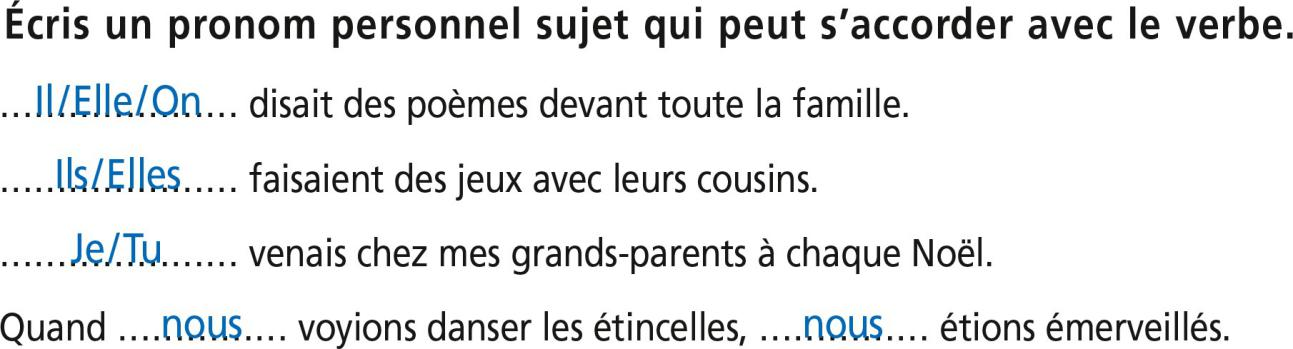 Écris un pronom personnel sujet qui peut s’accorder avec le verbe.
...Il/Elle/On... disait des poèmes devant toute la famille.
.....Ils/Elles..... faisaient des jeux avec leurs cousins.
......Je/Tu...... venais chez mes grands-parents à chaque Noël.
Quand ....nous.... voyions danser les étincelles, ....nous.... étions émerveillés.